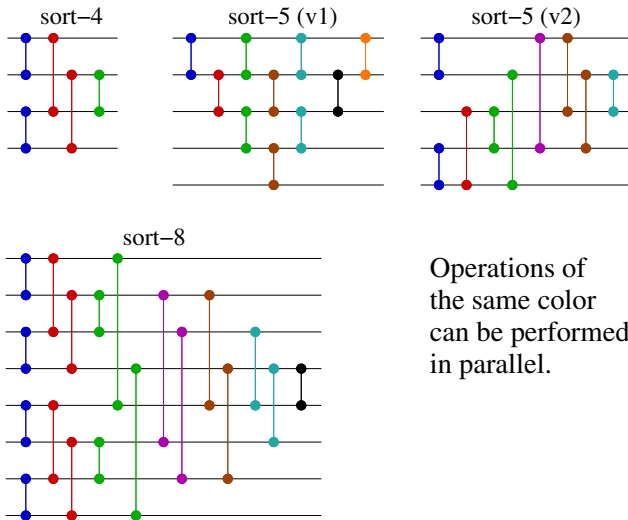 sort−4
sort−5 (v1)
sort−5 (v2)
sort−8
Operations of
the same color
can be performed
in parallel.